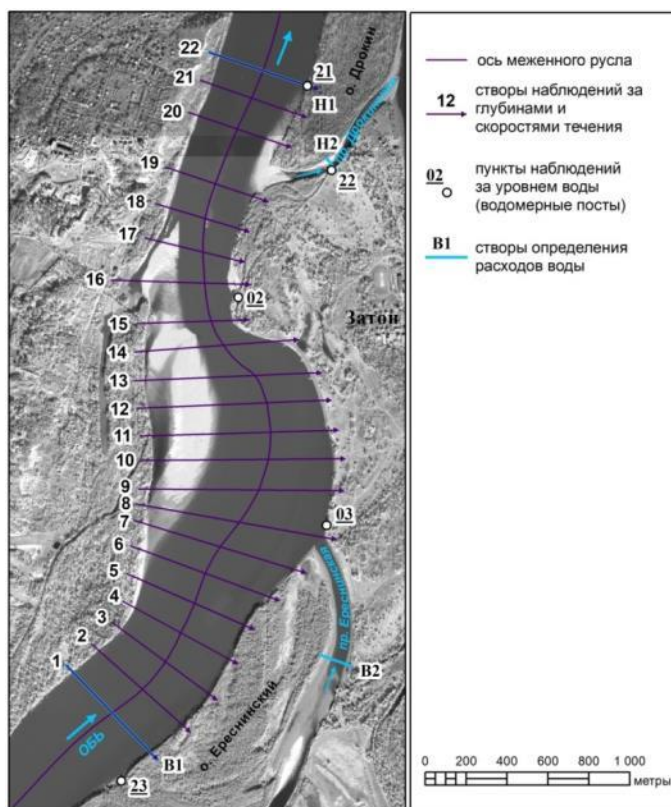 22
21
20
19
18
17
16
15
14
13
12
11
10
9
8
7
6
5
4
3
2
1
21
Н1
о. Дрокин
Н2
22
02
Затон
03
пр. Ереснинская
В2
о. Ереснинский
ОБЬ
В1
23
ось меженного русла
12
створы наблюдений за
глубинами и
скоростями течения
02
пункты наблюдений
за уровнем воды
(водомерные посты)
В1
створы определения
расходов воды
0 200 400 600 800 1 000
метры